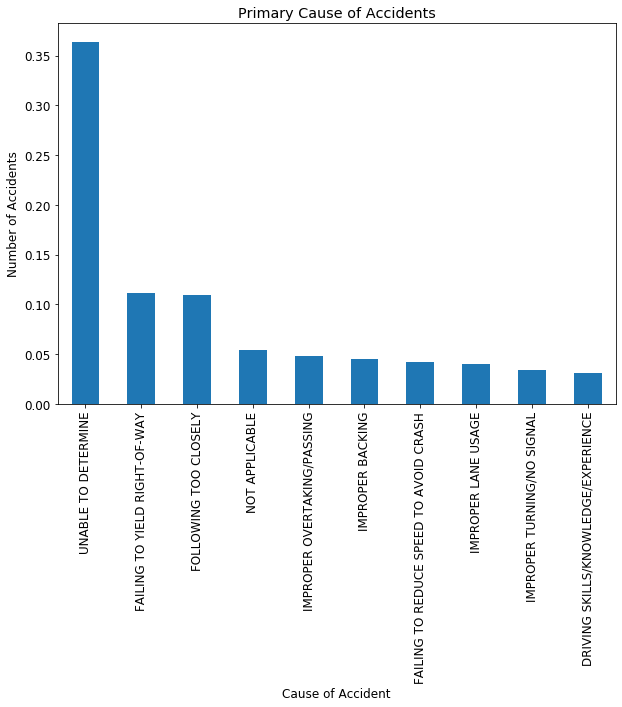 Primary Cause of Accidents
Number of Accidents
0.35
0.30
0.25
0.20
0.15
0.10
0.05
0.00
UNABLE TO DETERMINE
FAILING TO YIELD RIGHT-OF-WAY
FOLLOWING TOO CLOSELY
NOT APPLICABLE
IMPROPER OVERTAKING/PASSING
IMPROPER BACKING
FAILING TO REDUCE SPEED TO AVOID CRASH
IMPROPER LANE USAGE
IMPROPER TURNING/NO SIGNAL
DRIVING SKILLS/KNOWLEDGE/EXPERIENCE
Cause of Accident